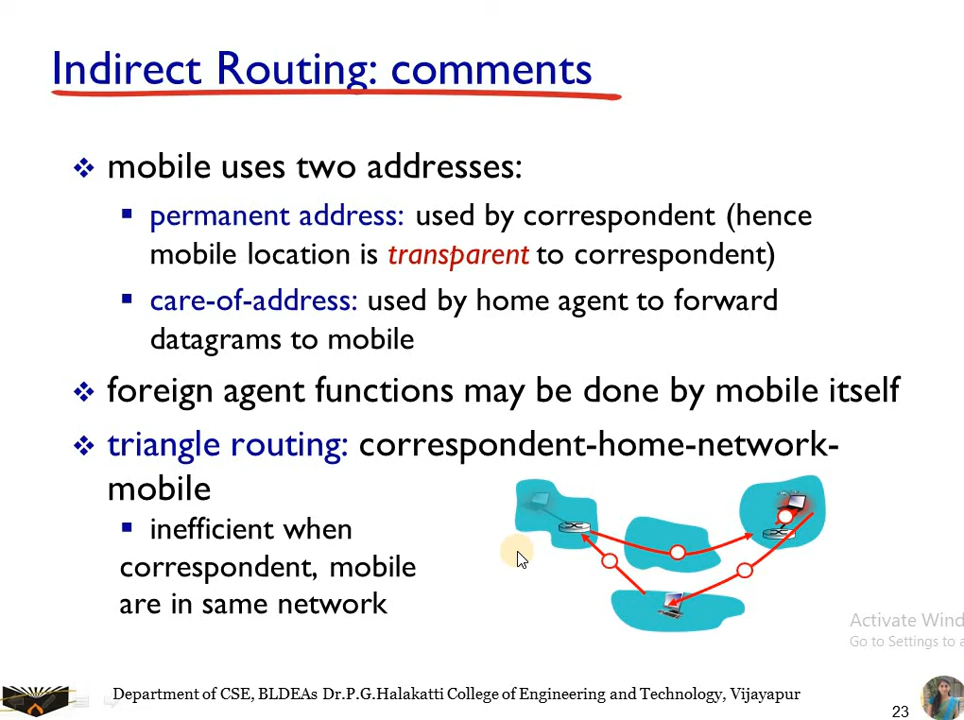 Indirect Routing: comments
mobile uses two addresses:
permanent address: used by correspondent (hence
mobile location is transparent to correspondent)
care-of-address: used by home agent to forward
datagrams to mobile
foreign agent functions may be done by mobile itself
triangle routing: correspondent-home-network-
mobile
inefficient when
correspondent, mobile
are in same network
Activate Wind
Go to Settings to a
Department of CSE, BLDEAs Dr.P.G.Halakatti College of Engineering and Technology, Vijayapur
23